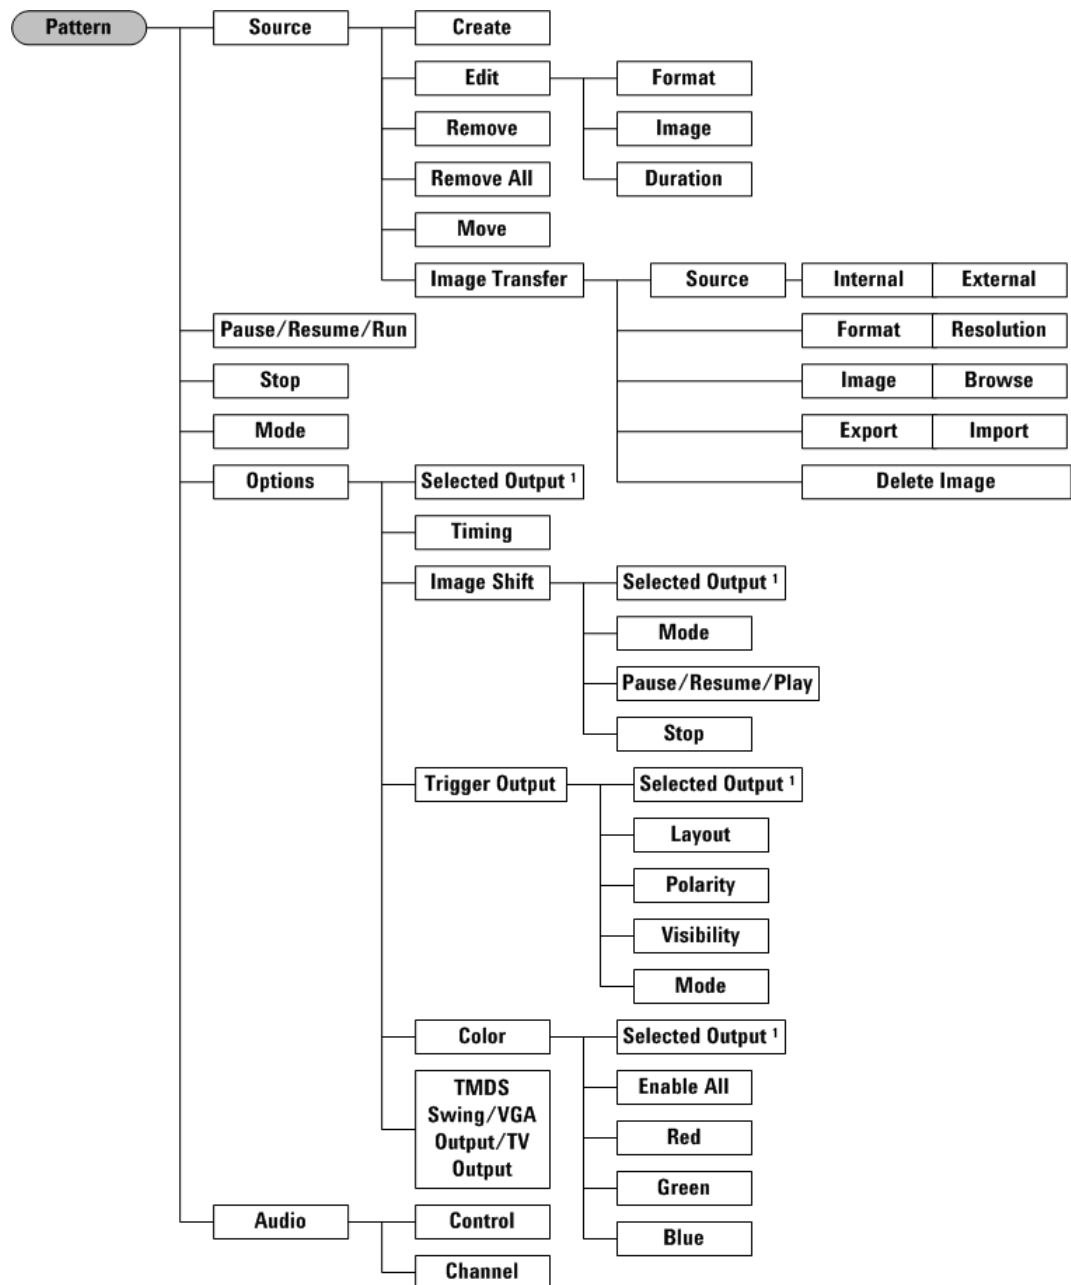 Pattern
Source
Create
Edit
Format
Remove
Image
Remove All
Duration
Move
Image Transfer
Source
Internal
External
Pause/Resume/Run
Format
Resolution
Stop
Image
Browse
Mode
Export
Import
Options
Selected Output ¹
Delete Image
Timing
Image Shift
Selected Output ¹
Mode
Pause/Resume/Play
Stop
Trigger Output
Selected Output ¹
Layout
Polarity
Visibility
Mode
Color
Selected Output ¹
TMDS
Swing/VGA
Output/TV
Output
Enable All
Red
Green
Blue
Audio
Control
Channel